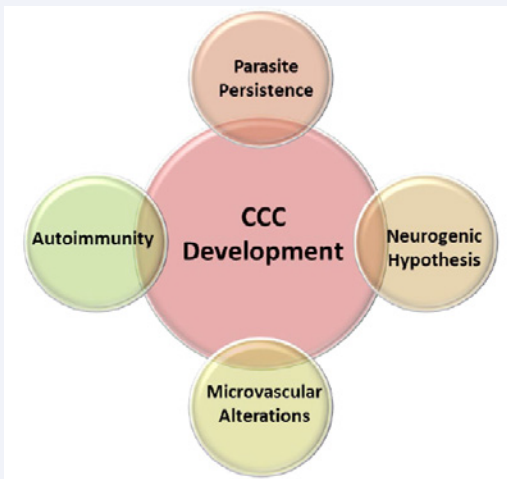 Parasite
Persistence
CCC
Development
Autoimmunity
Neurogenic
Hypothesis
Microvascular
Alterations